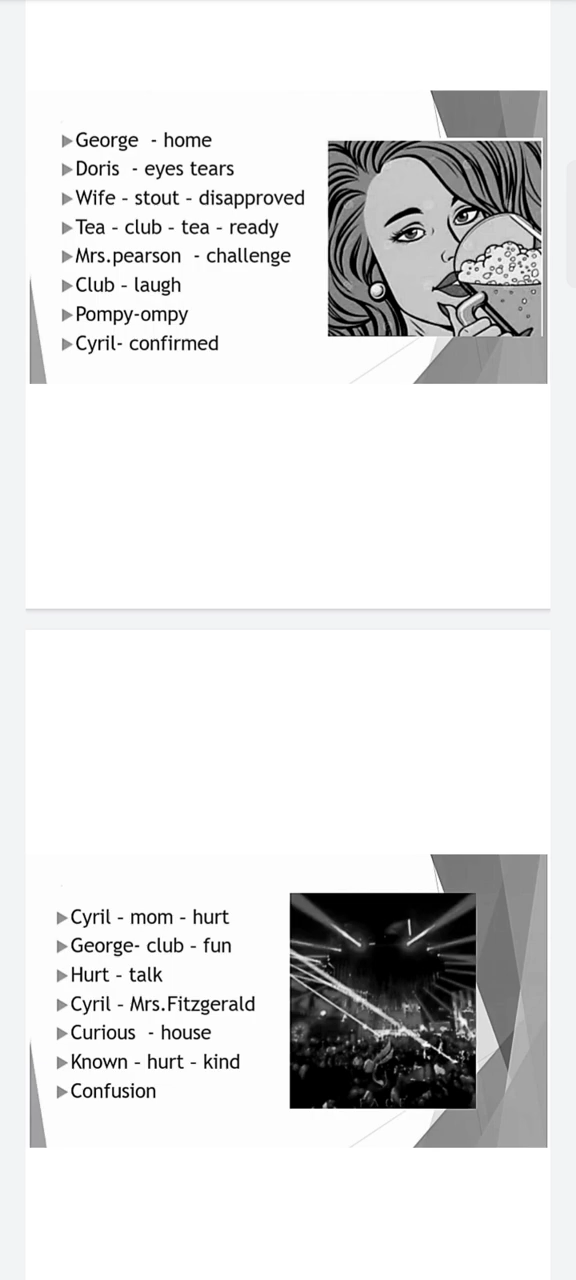 ▶George - home
▶Doris - eyes tears
▶Wife - stout - disapproved
▶Tea - club - tea - ready
▶Mrs.pearson - challenge
▶Club - laugh
▶Pompy-ompy
▶Cyril- confirmed
▶Cyril - mom - hurt
▶George- club - fun
▶Hurt - talk
▶Cyril - Mrs.Fitzgerald
▶Curious - house
▶Known - hurt - kind
▶Confusion